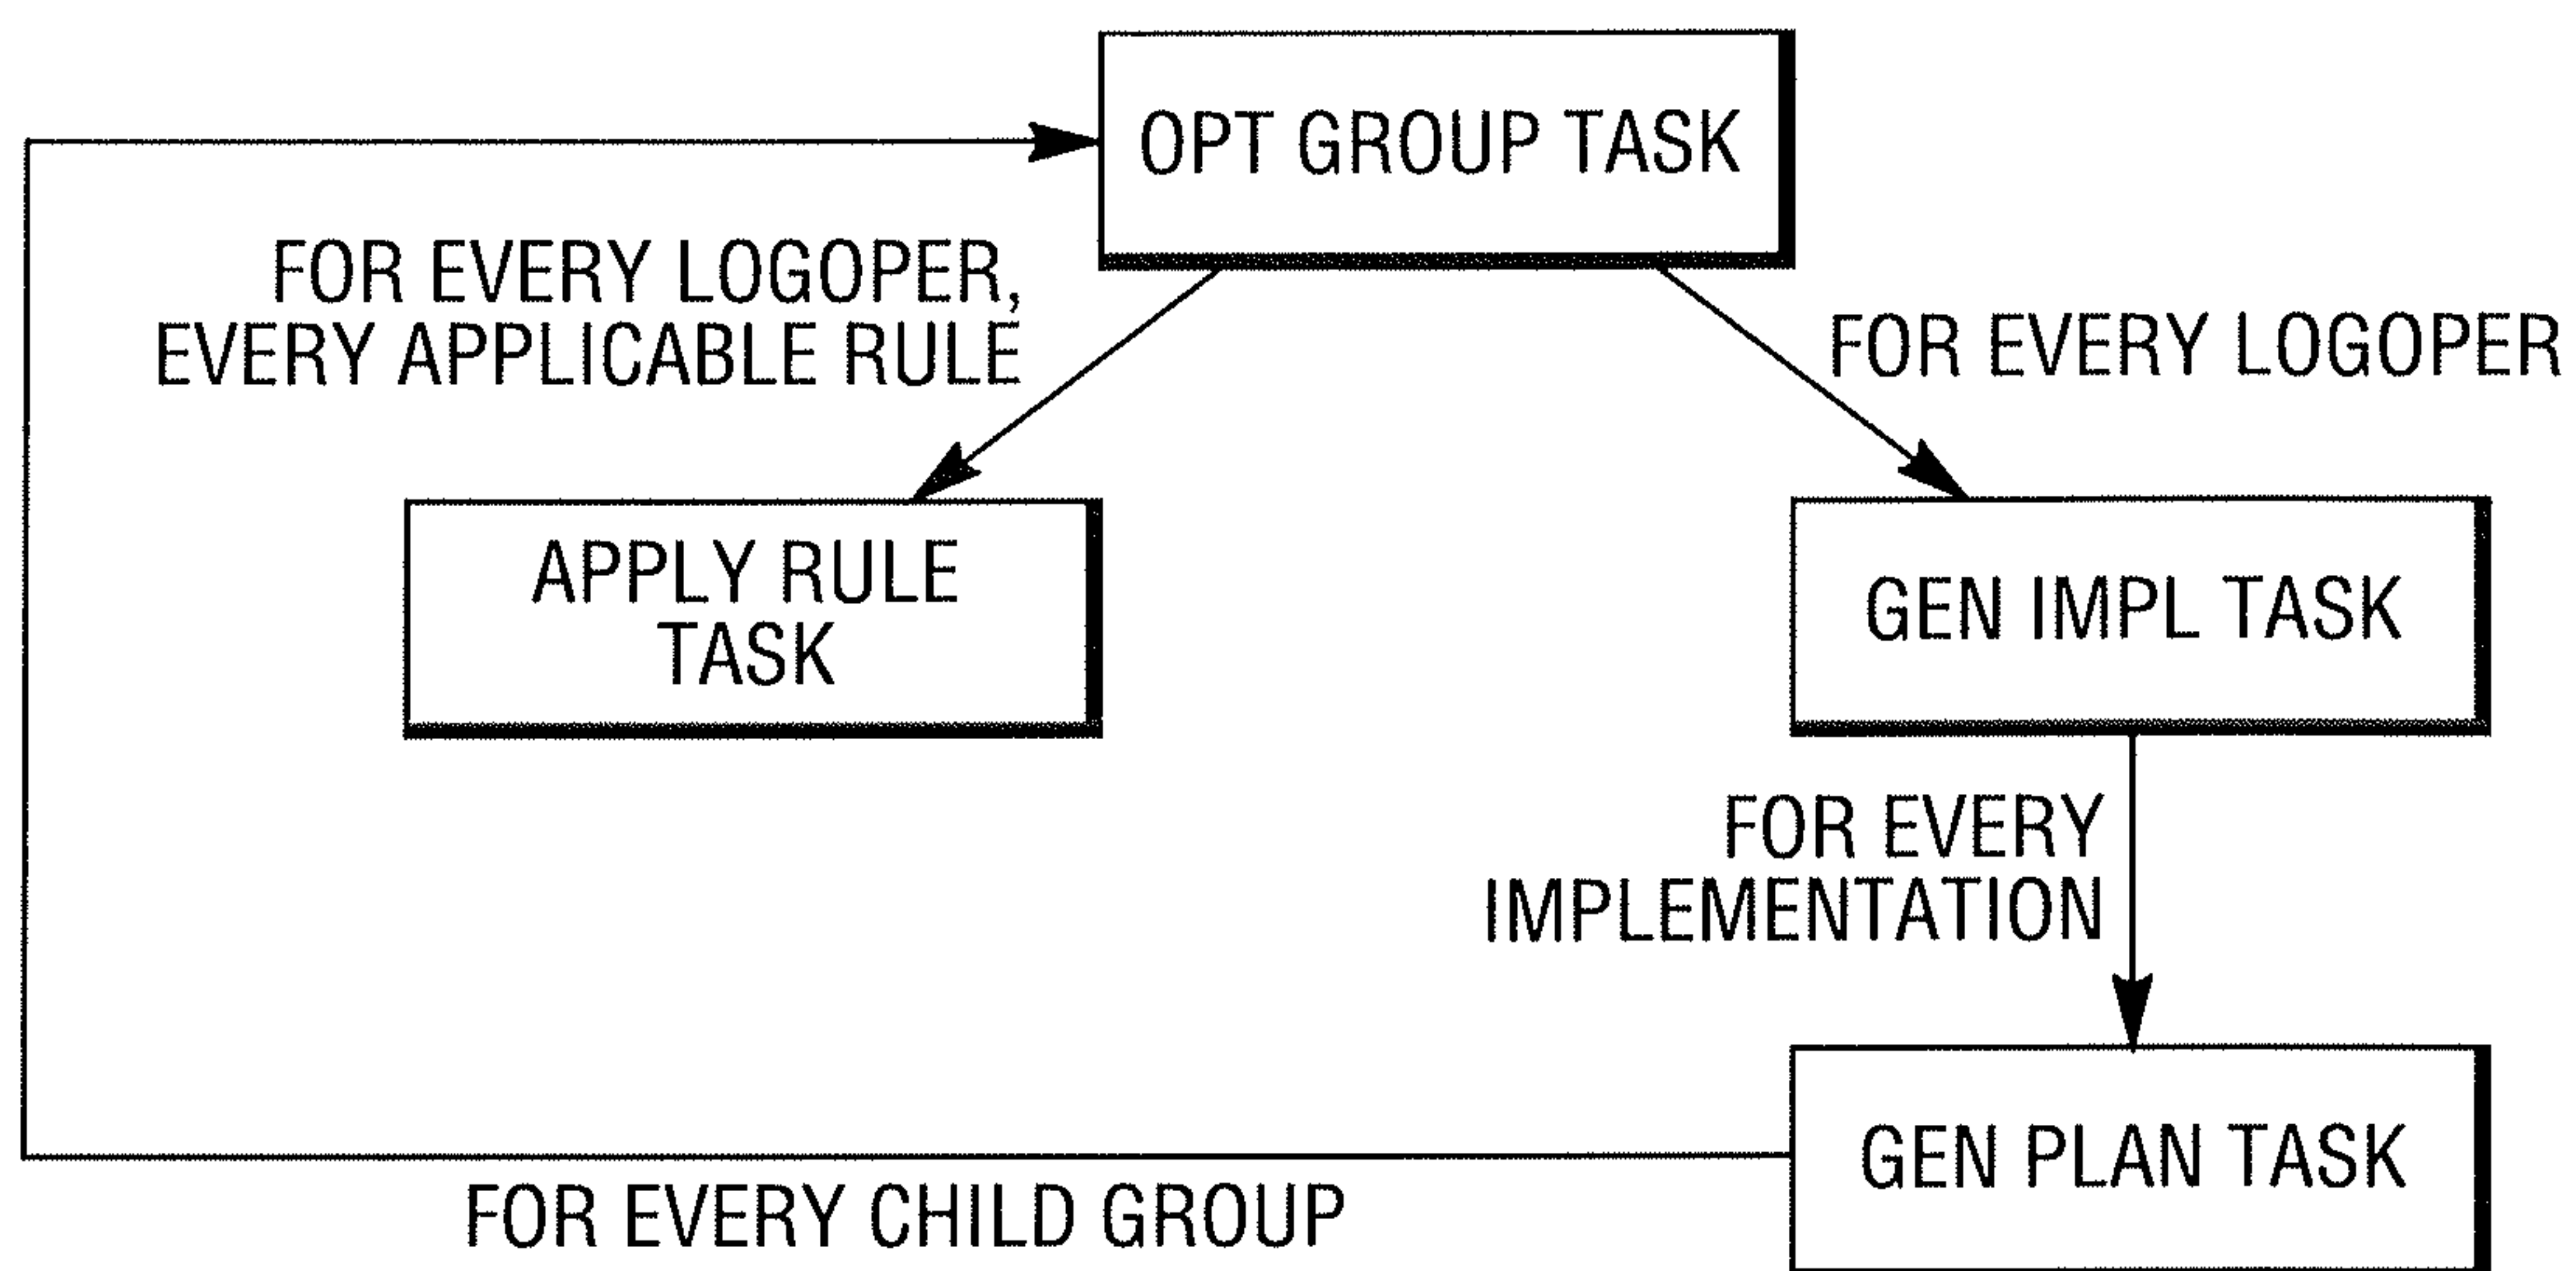 OPT GROUP TASK
FOR EVERY LOGOPER,
EVERY APPLICABLE RULE
FOR EVERY LOGOPER
APPLY RULE
TASK
GEN IMPL TASK
FOR EVERY
IMPLEMENTATION
GEN PLAN TASK
FOR EVERY CHILD GROUP